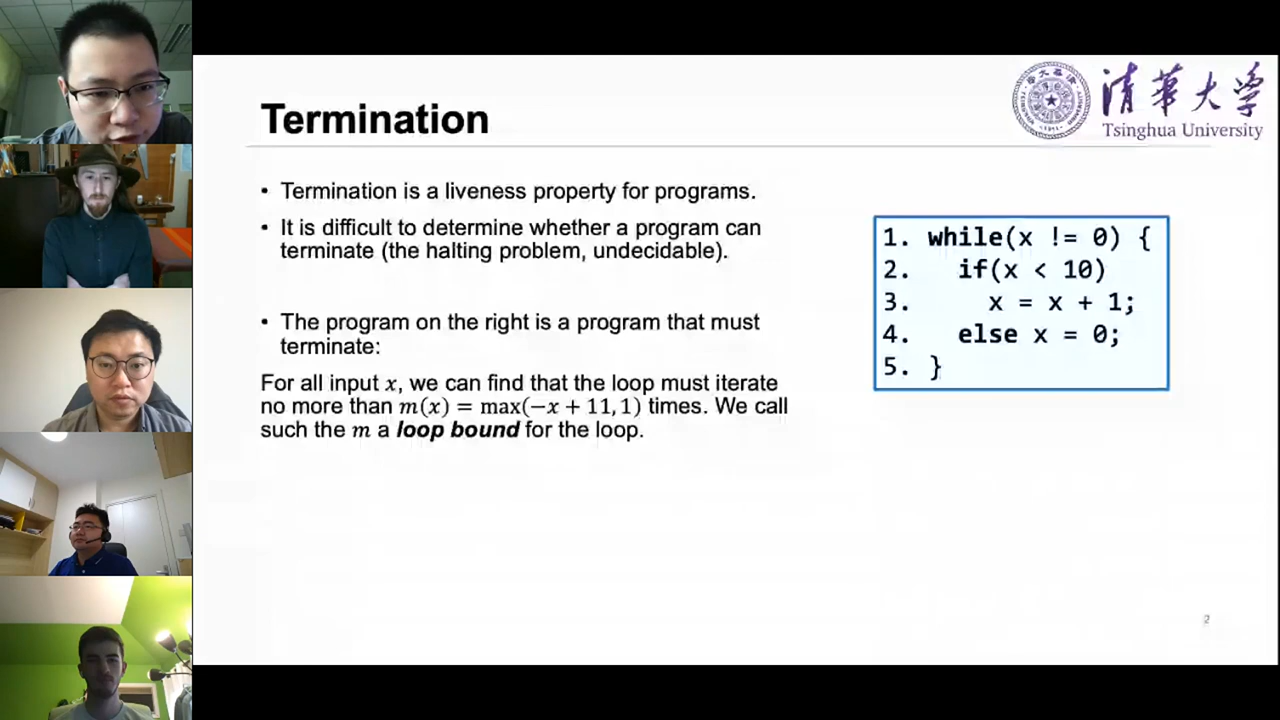 清华大学
Tsinghua University
Termination
• Termination is a liveness property for programs.
• It is difficult to determine whether a program can
terminate (the halting problem, undecidable).
• The program on the right is a program that must
terminate:
For all input x, we can find that the loop must iterate
no more than m(x) = max(−x + 11, 1) times. We call
such the m a loop bound for the loop.
1. while(x != 0) {
2. if(x < 10)
3. x = x + 1;
4. else x = 0;
5. }
2